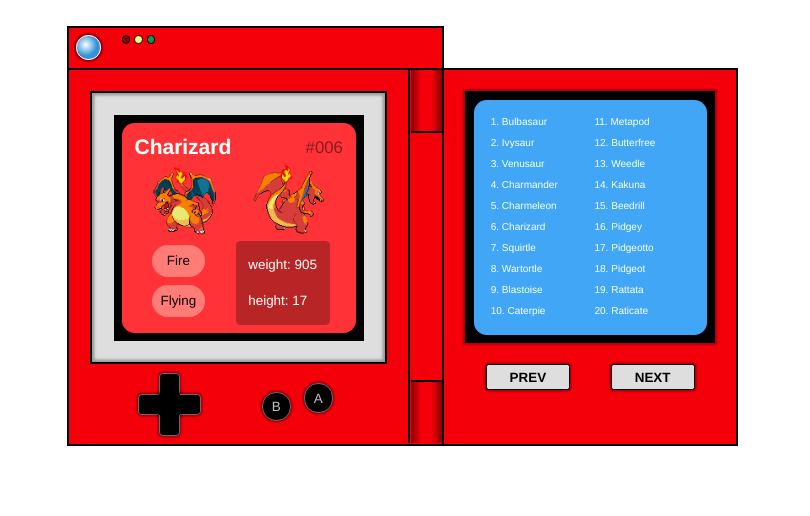 Charizard #006
Fire
Flying
weight: 905
height: 17
B A
1. Bulbasaur
2. Ivysaur
3. Venusaur
4. Charmander
5. Charmeleon
6. Charizard
7. Squirtle
8. Wartortle
9. Blastoise
10. Caterpie
11. Metapod
12. Butterfree
13. Weedle
14. Kakuna
15. Beedrill
16. Pidgey
17. Pidgeotto
18. Pidgeot
19. Rattata
20. Raticate
PREV NEXT